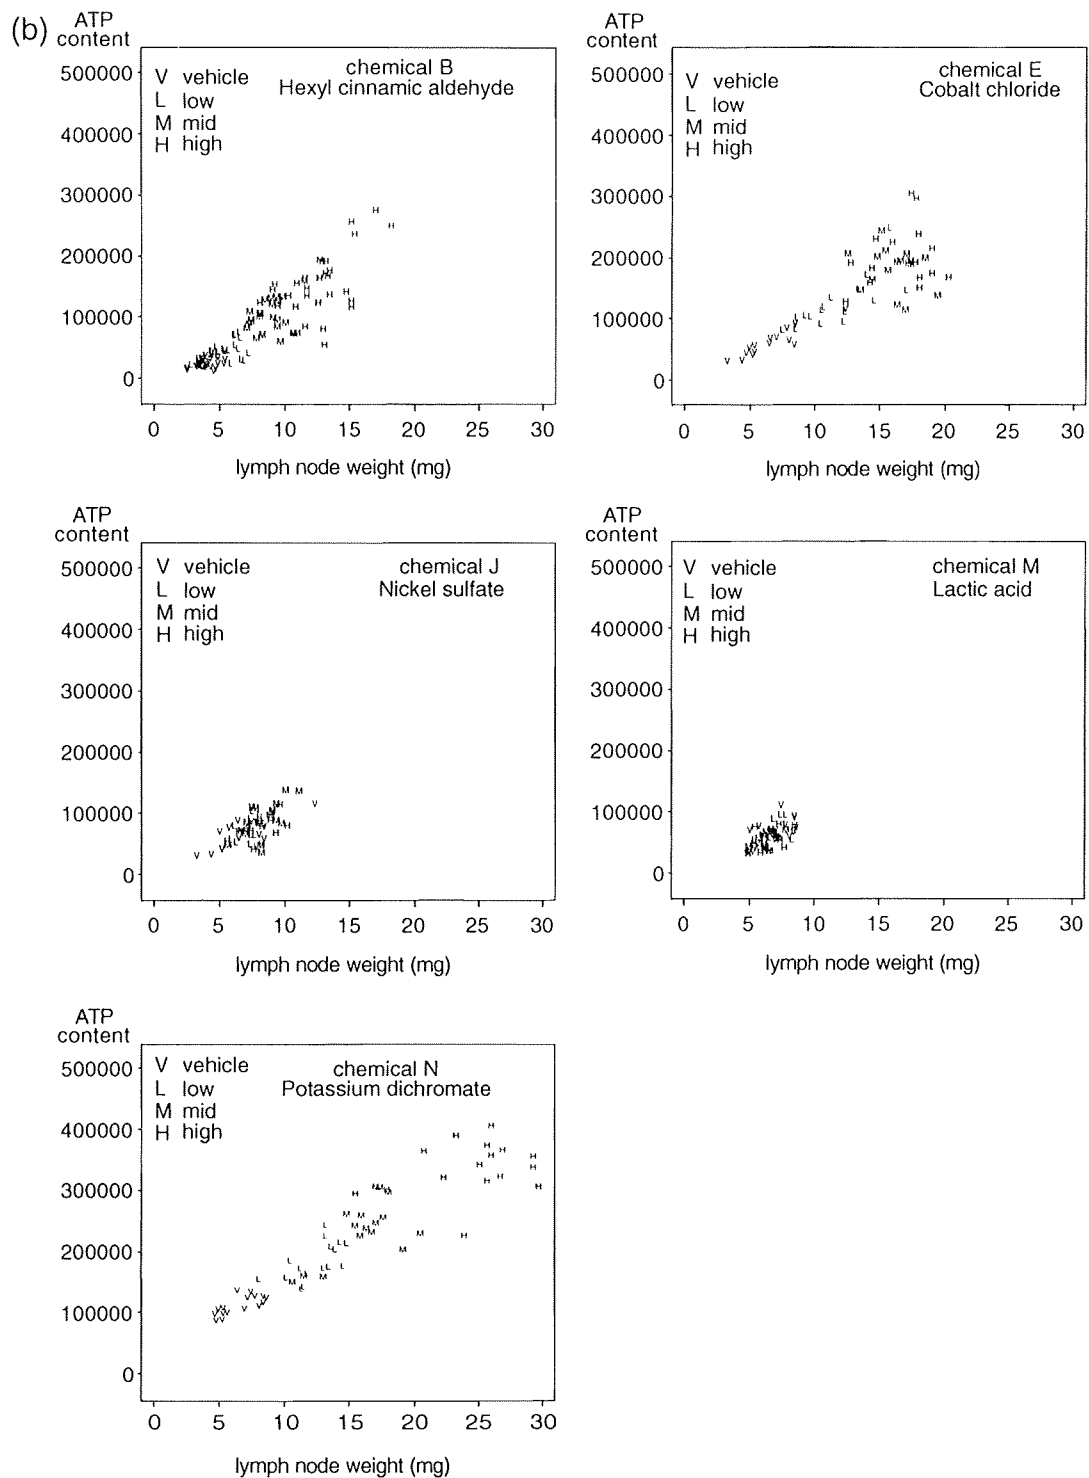 (b)
ATP
content
500000
400000
300000
200000
100000
0
V vehicle
L low
M mid
H high
chemical B
Hexyl cinnamic aldehyde
0 5 10 15 20 25 30
lymph node weight (mg)
ATP
content
500000
400000
300000
200000
100000
0
V vehicle
L low
M mid
H high
chemical E
Cobalt chloride
0 5 10 15 20 25 30
lymph node weight (mg)
ATP
content
500000
400000
300000
200000
100000
0
V vehicle
L low
M mid
H high
chemical J
Nickel sulfate
0 5 10 15 20 25 30
lymph node weight (mg)
ATP
content
500000
400000
300000
200000
100000
0
V vehicle
L low
M mid
H high
chemical M
Lactic acid
0 5 10 15 20 25 30
lymph node weight (mg)
ATP
content
500000
400000
300000
200000
100000
0
V vehicle
L low
M mid
H high
chemical N
Potassium dichromate
0 5 10 15 20 25 30
lymph node weight (mg)